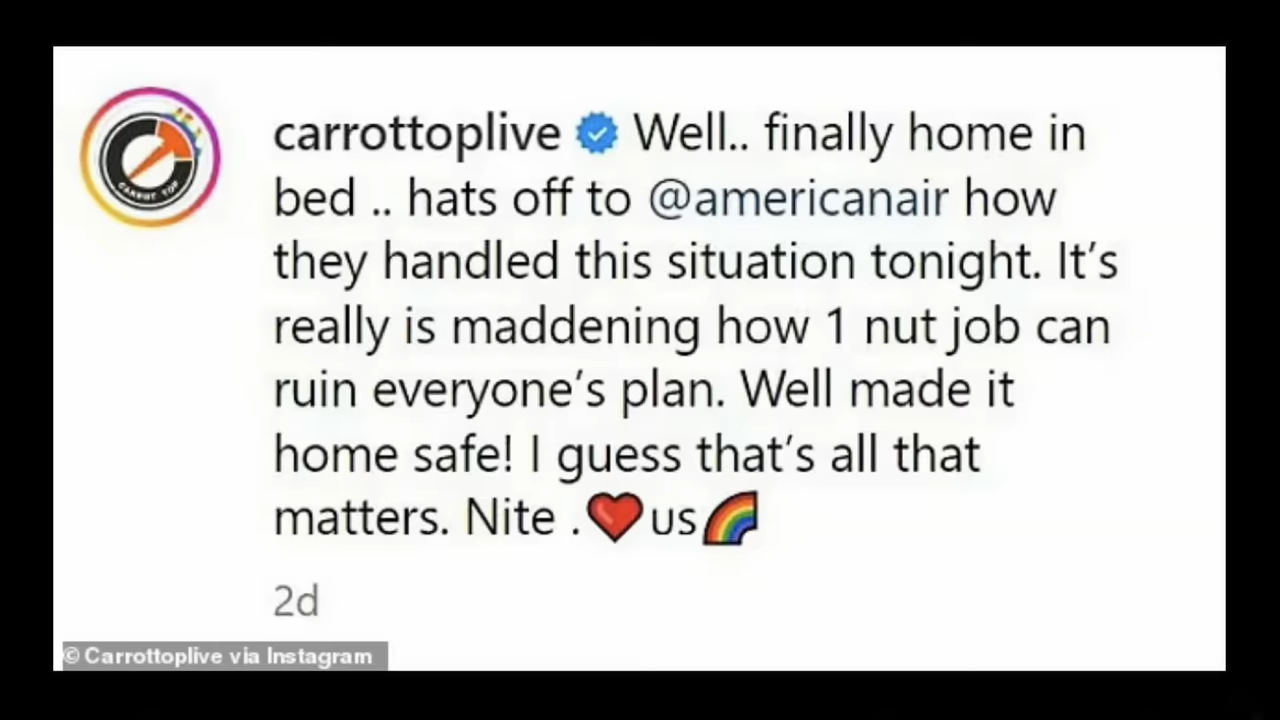 carrottoplive Well.. finally home in
bed .. hats off to @americanair how
they handled this situation tonight. It's
really is maddening how 1 nut job can
ruin everyone's plan. Well made it
home safe! I guess that's all that
matters. Nite .❤️us🌈
2d
CARROT TOP
© Carrottoplive via Instagram